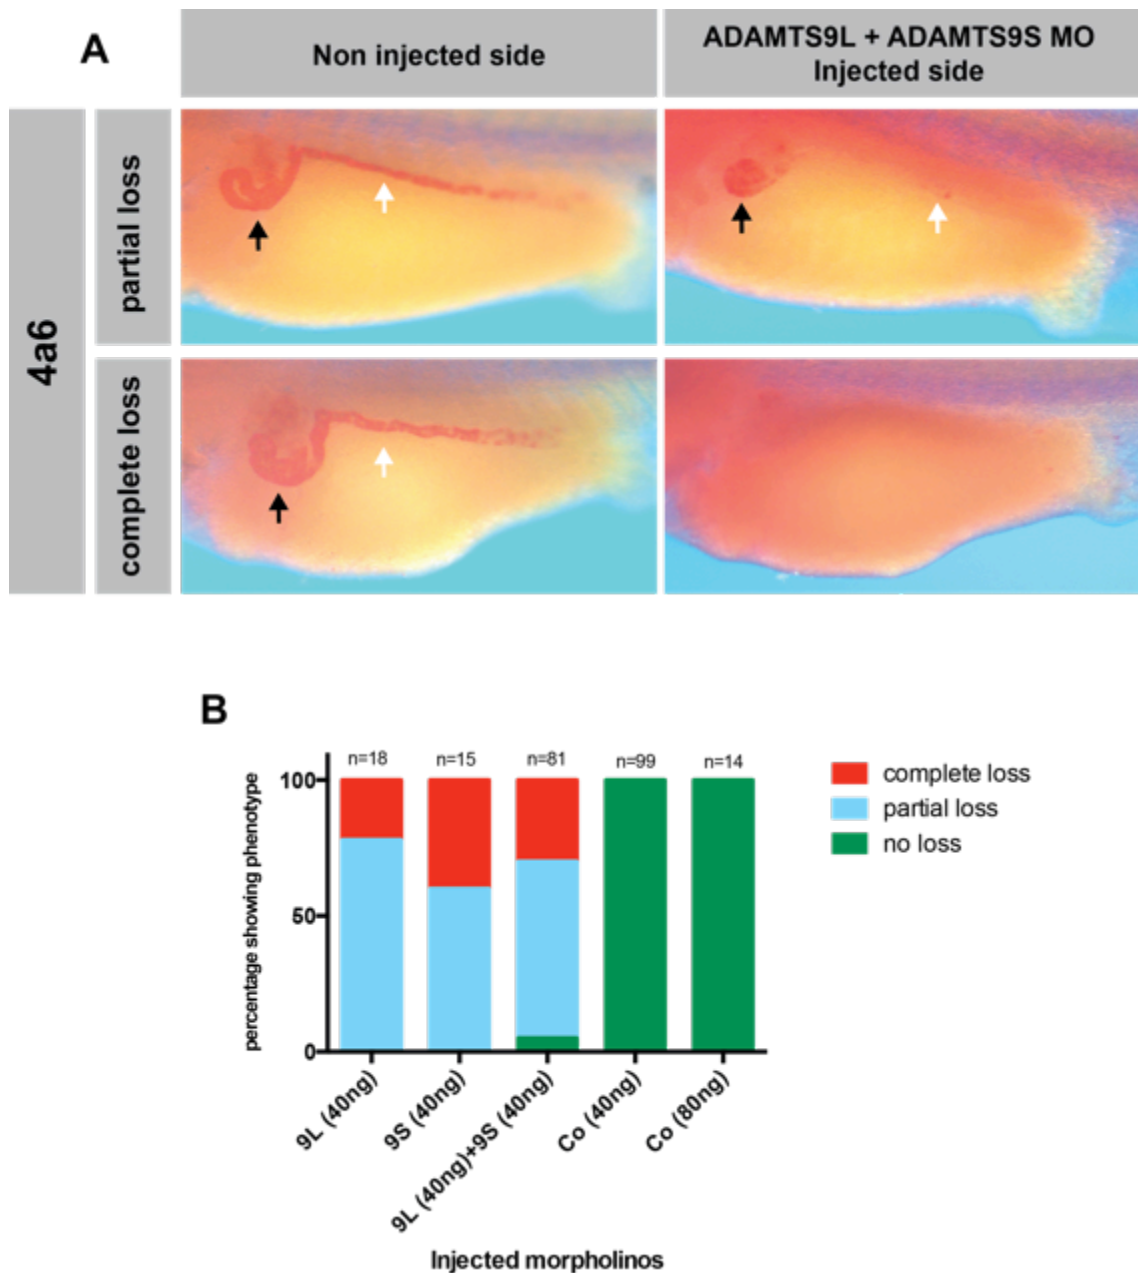 A
Non injected side
ADAMTS9L + ADAMTS9S MO
Injected side
4a6
partial loss
complete loss
B
percentage showing phenotype
n=18
n=15
n=81
n=99
n=14
100
50
0
complete loss
partial loss
no loss
9L (40ng)
9S (40ng)
9L (40ng)+9S (40ng)
Co (40ng)
Co (80ng)
Injected morpholinos